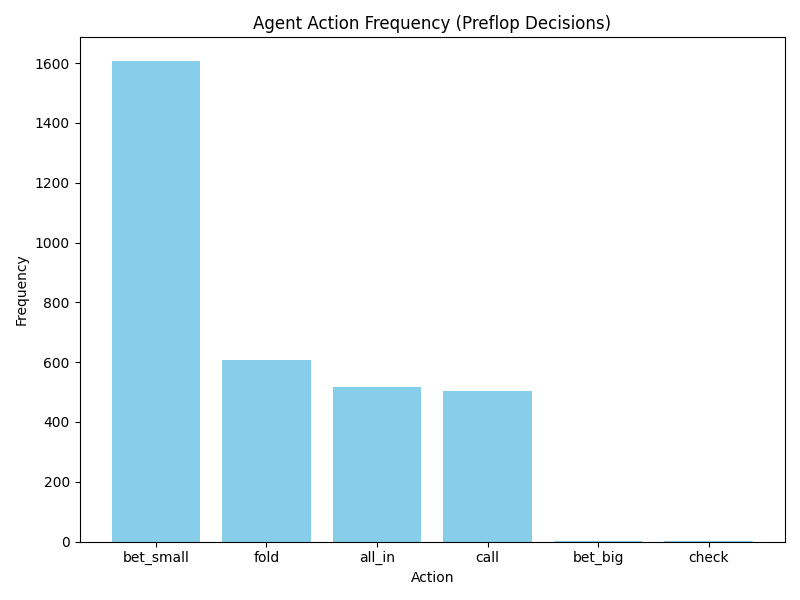 Agent Action Frequency (Preflop Decisions)
1600
1400
1200
1000
800
600
400
200
0
Frequency
bet_small fold all_in call bet_big check
Action